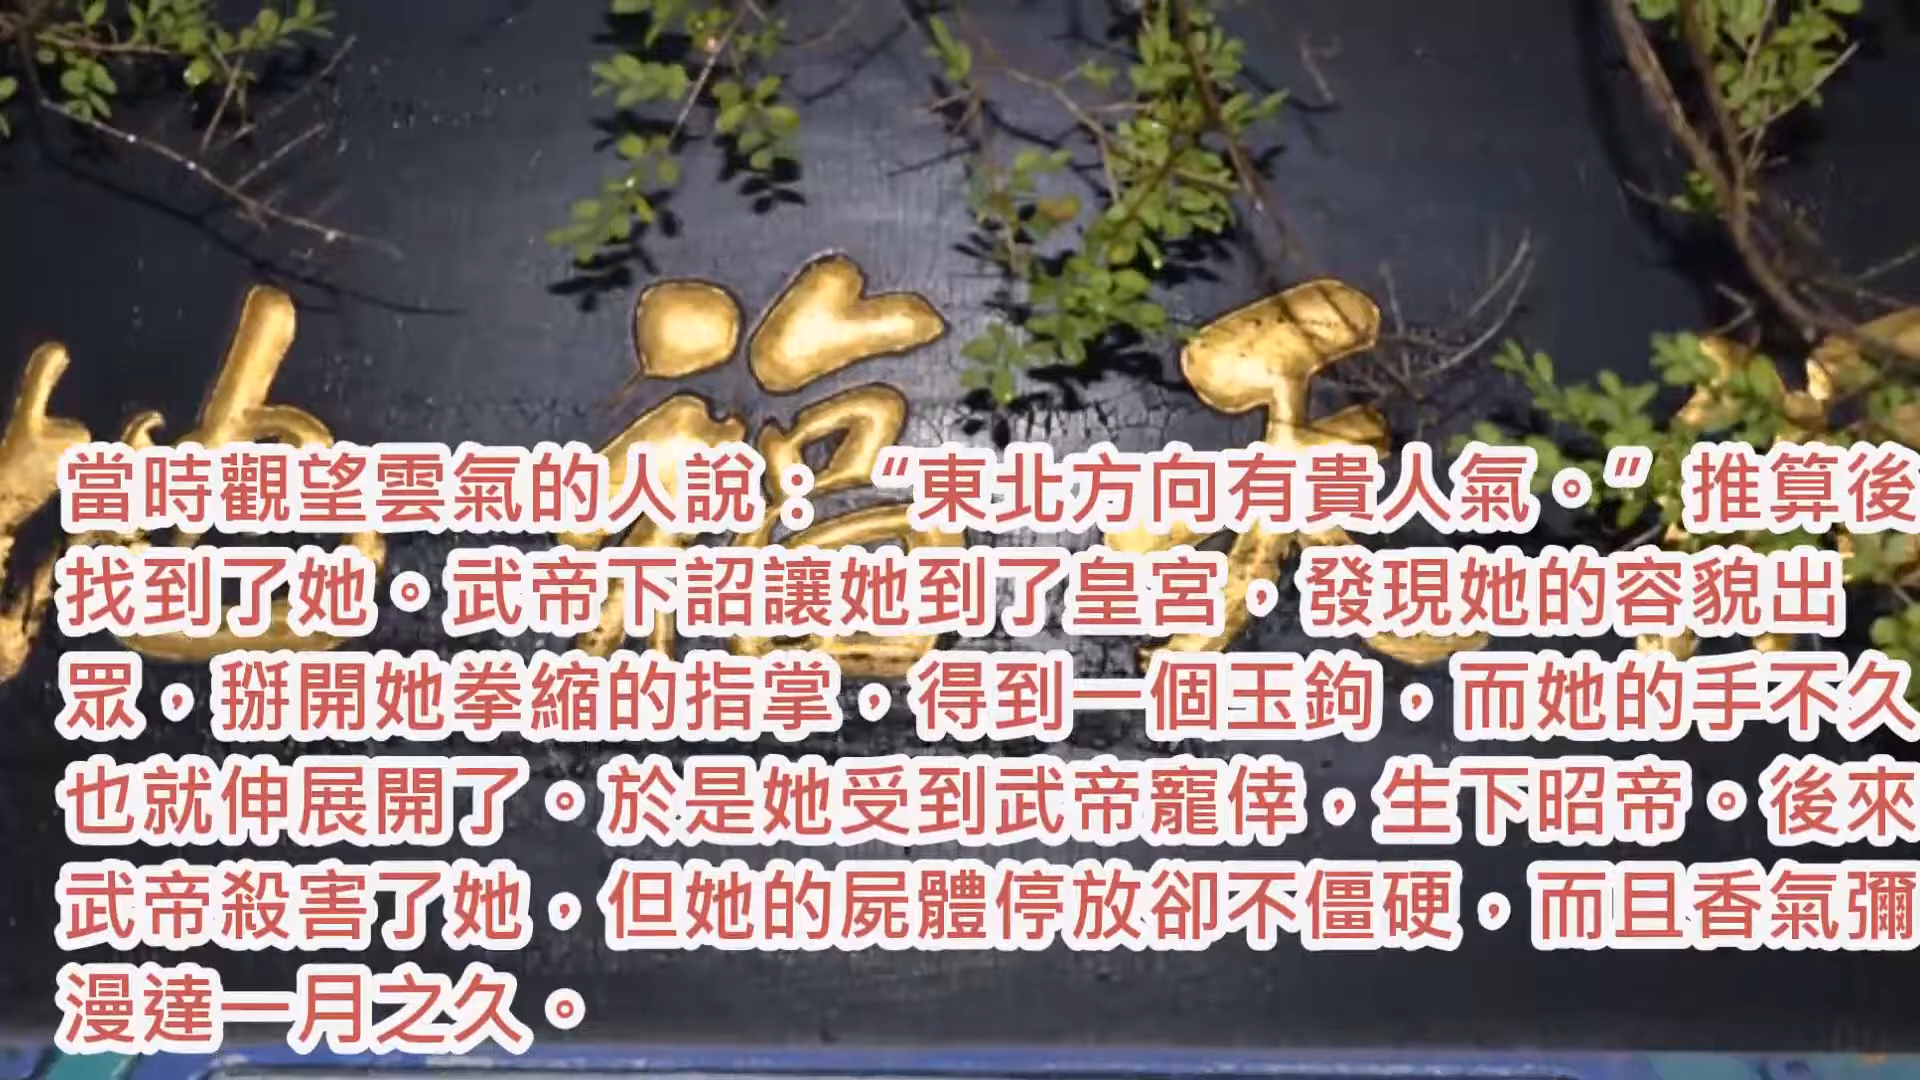 洞天福地
當時觀望雲氣的人說：“東北方向有貴人氣。”推算後
找到了她。武帝下詔讓她到了皇宮，發現她的容貌出
眾，掰開她拳縮的指掌，得到一個玉鉤，而她的手不久
也就伸展開了。於是她受到武帝寵倖，生下昭帝。後來
武帝殺害了她，但她的屍體停放卻不僵硬，而且香氣彌
漫達一月之久。